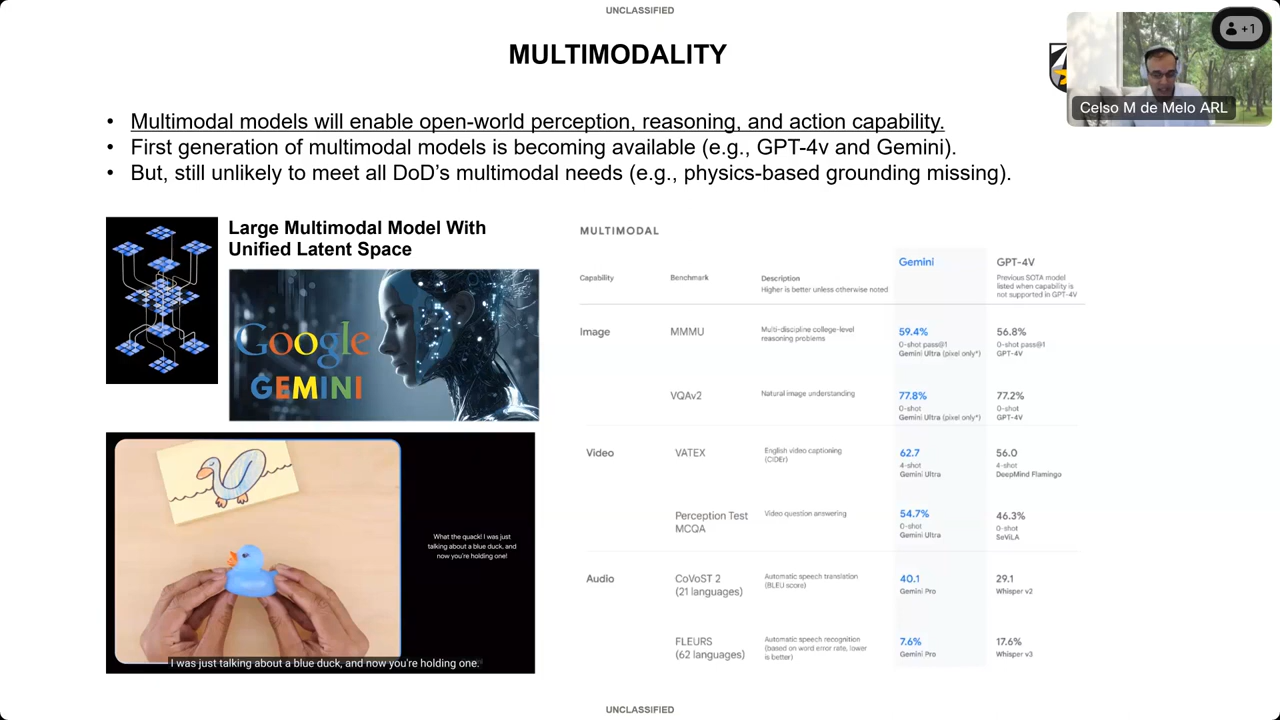 UNCLASSIFIED
MULTIMODALITY
+1
Celso M de Melo ARL
• Multimodal models will enable open-world perception, reasoning, and action capability.
• First generation of multimodal models is becoming available (e.g., GPT-4v and Gemini).
• But, still unlikely to meet all DoD's multimodal needs (e.g., physics-based grounding missing).
Large Multimodal Model With
Unified Latent Space
Google
GEMINI
What the quack! I was just
talking about a blue duck, and
now you're holding one!
I was just talking about a blue duck, and now you're holding one.
MULTIMODAL
Capability
Benchmark
Description
Higher is better unless otherwise noted
Gemini
GPT-4V
Previous SOTA model
listed when capability is
not supported in GPT-4V
Image
MMMU
Multi-discipline college-level
reasoning problems
59.4%
0-shot pass@1
Gemini Ultra (pixel only*)
56.8%
0-shot pass@1
GPT-4V
VQAv2
Natural image understanding
77.8%
0-shot
Gemini Ultra (pixel only*)
77.2%
0-shot
GPT-4V
Video
VATEX
English video captioning
(CIDEr)
62.7
4-shot
Gemini Ultra
56.0
4-shot
DeepMind Flamingo
Perception Test
MCQA
Video question answering
54.7%
0-shot
Gemini Ultra
46.3%
0-shot
SeViLA
Audio
CoVoST 2
(21 languages)
Automatic speech translation
(BLEU score)
40.1
Gemini Pro
29.1
Whisper v2
FLEURS
(62 languages)
Automatic speech recognition
(based on word error rate, lower
is better)
7.6%
Gemini Pro
17.6%
Whisper v3
UNCLASSIFIED